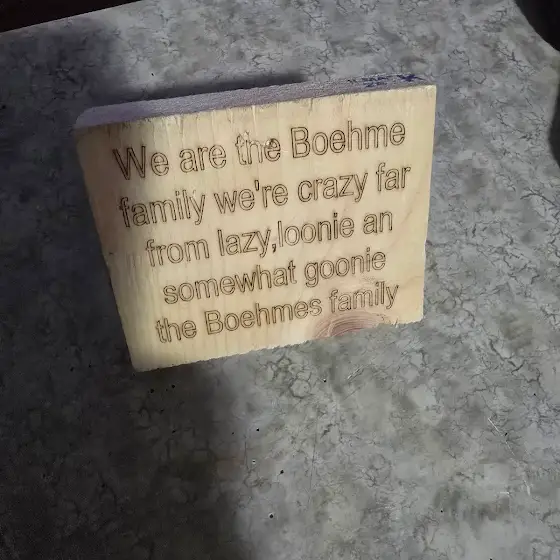 We are the Boehme
family we're crazy far
from lazy,loonie an
somewhat goonie
the Boehmes family